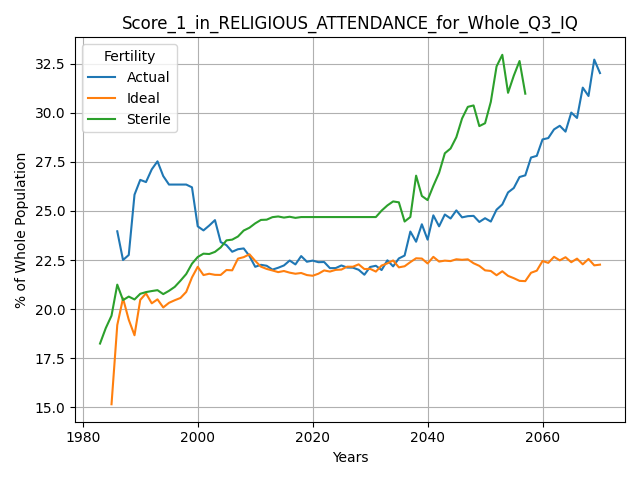 Score_1_in_RELIGIOUS_ATTENDANCE_for_Whole_Q3_IQ
Fertility
Actual
Ideal
Sterile
% of Whole Population
32.5
30.0
27.5
25.0
22.5
20.0
17.5
15.0
1980 2000 2020 2040 2060
Years